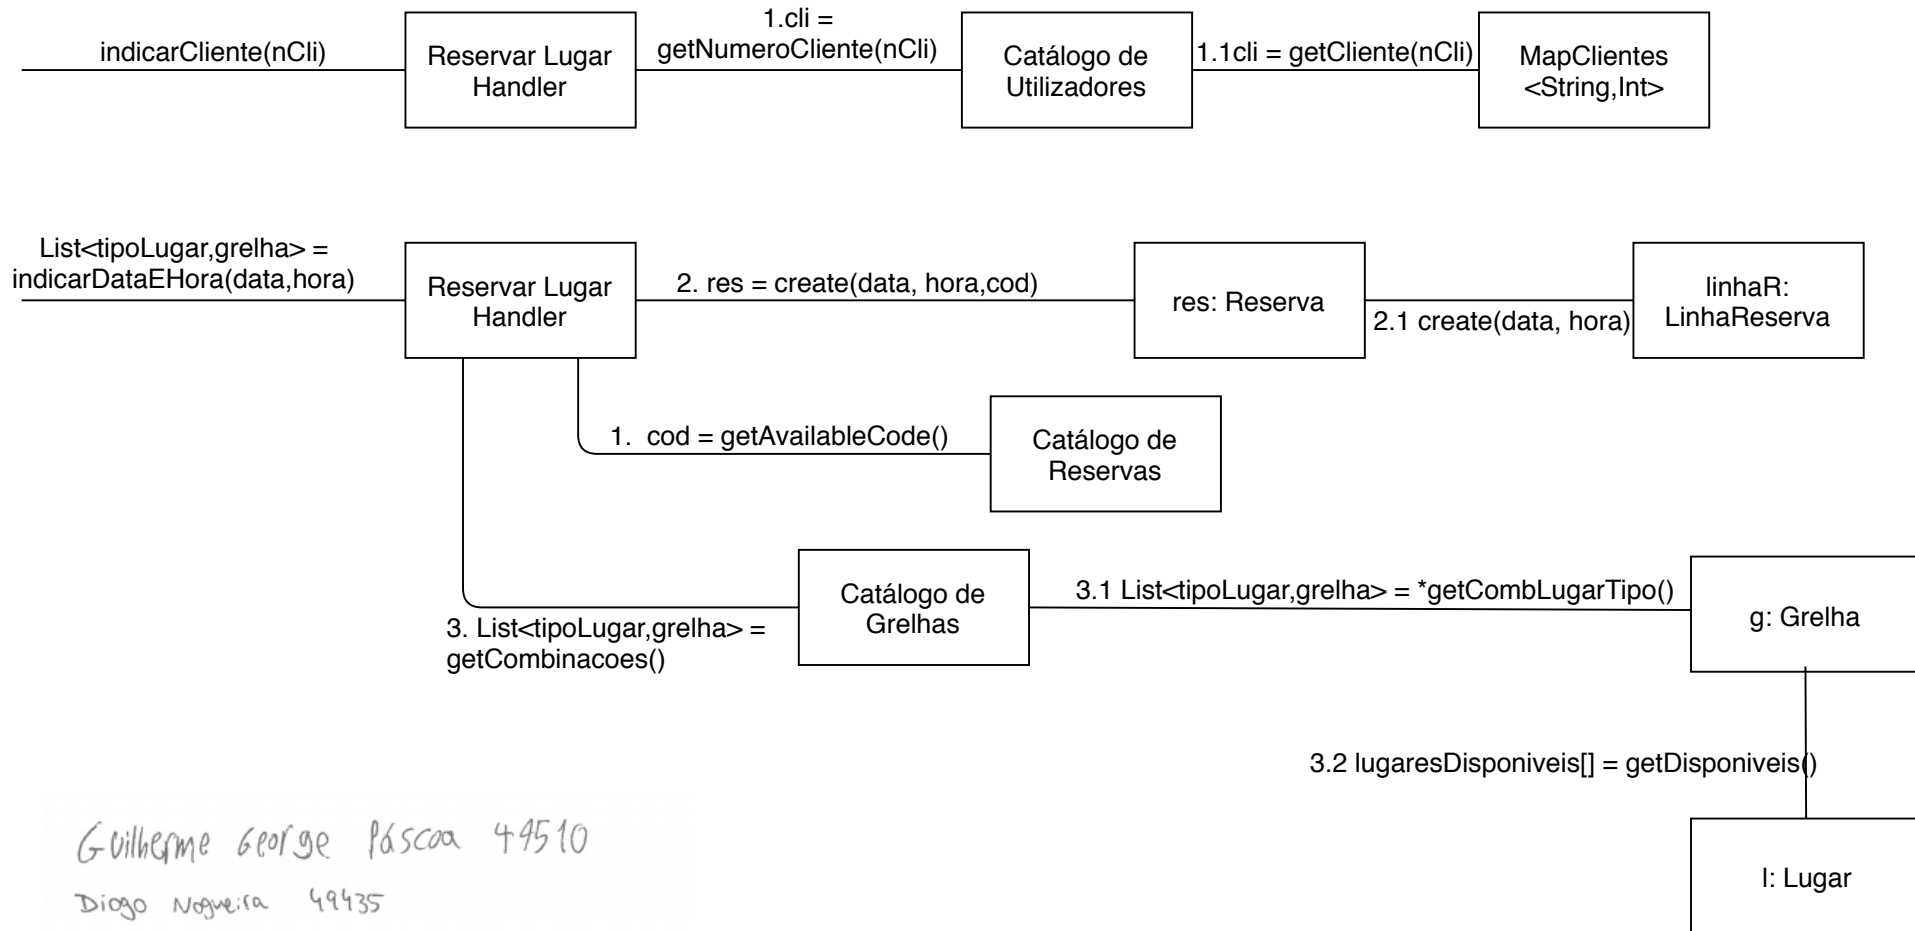 indicarCliente(nCli)
Reservar Lugar
Handler
1.cli =
getNumeroCliente(nCli)
Catálogo de
Utilizadores
1.1cli = getCliente(nCli)
MapClientes
<String,Int>
List<tipoLugar,grelha> =
indicarDataEHora(data,hora)
Reservar Lugar
Handler
2. res = create(data, hora,cod)
res: Reserva
2.1 create(data, hora)
linhaR:
LinhaReserva
1.  cod = getAvailableCode()
Catálogo de
Reservas
3. List<tipoLugar,grelha> =
getCombinacoes()
Catálogo de
Grelhas
3.1 List<tipoLugar,grelha> = *getCombLugarTipo()
g: Grelha
3.2 lugaresDisponiveis[] = getDisponiveis()
l: Lugar
Guilherme George Páscoa 49510
Diogo Nogueira 49435